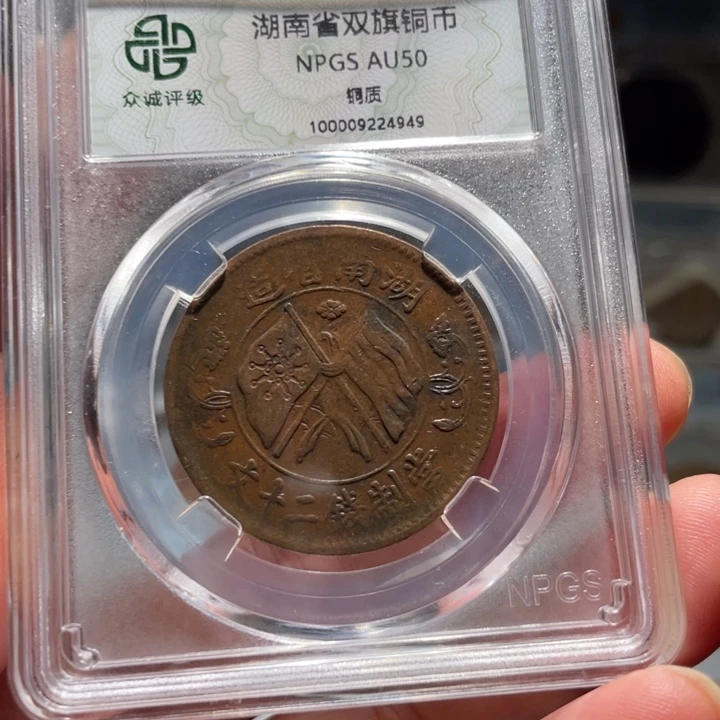 湖南省双旗铜币
NPGS AU50
铜质
100009224949
众诚评级
湖南省造
當制錢二十文
NPGS